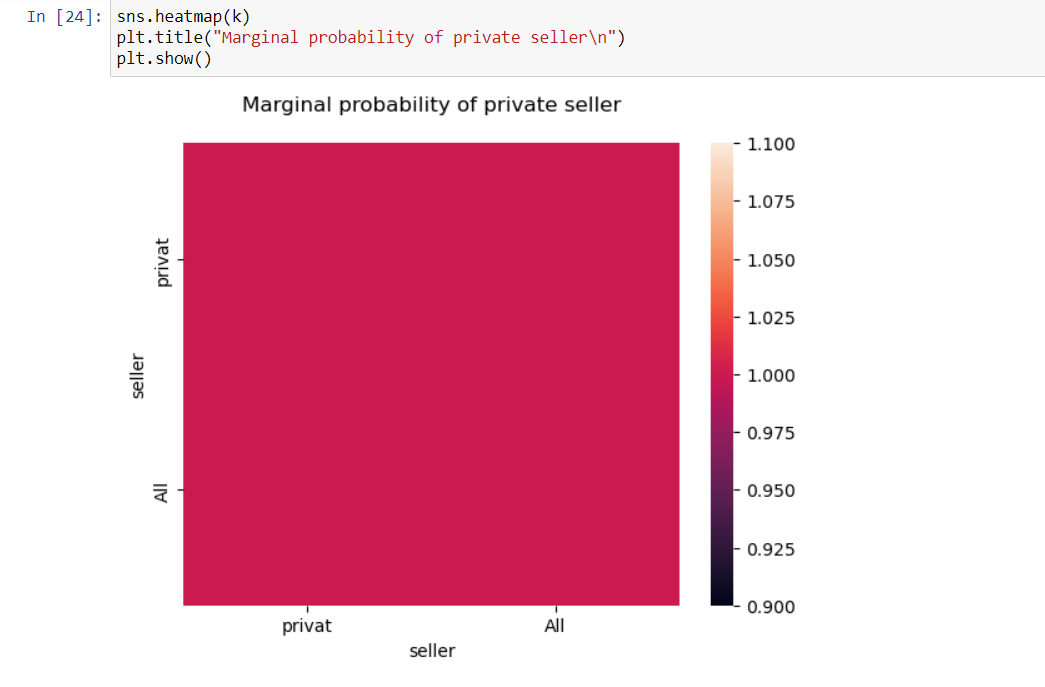 In [24]: sns.heatmap(k)
plt.title("Marginal probability of private seller\n")
plt.show()
Marginal probability of private seller
privat
seller
All
privat All
seller
1.100
1.075
1.050
1.025
1.000
0.975
0.950
0.925
0.900